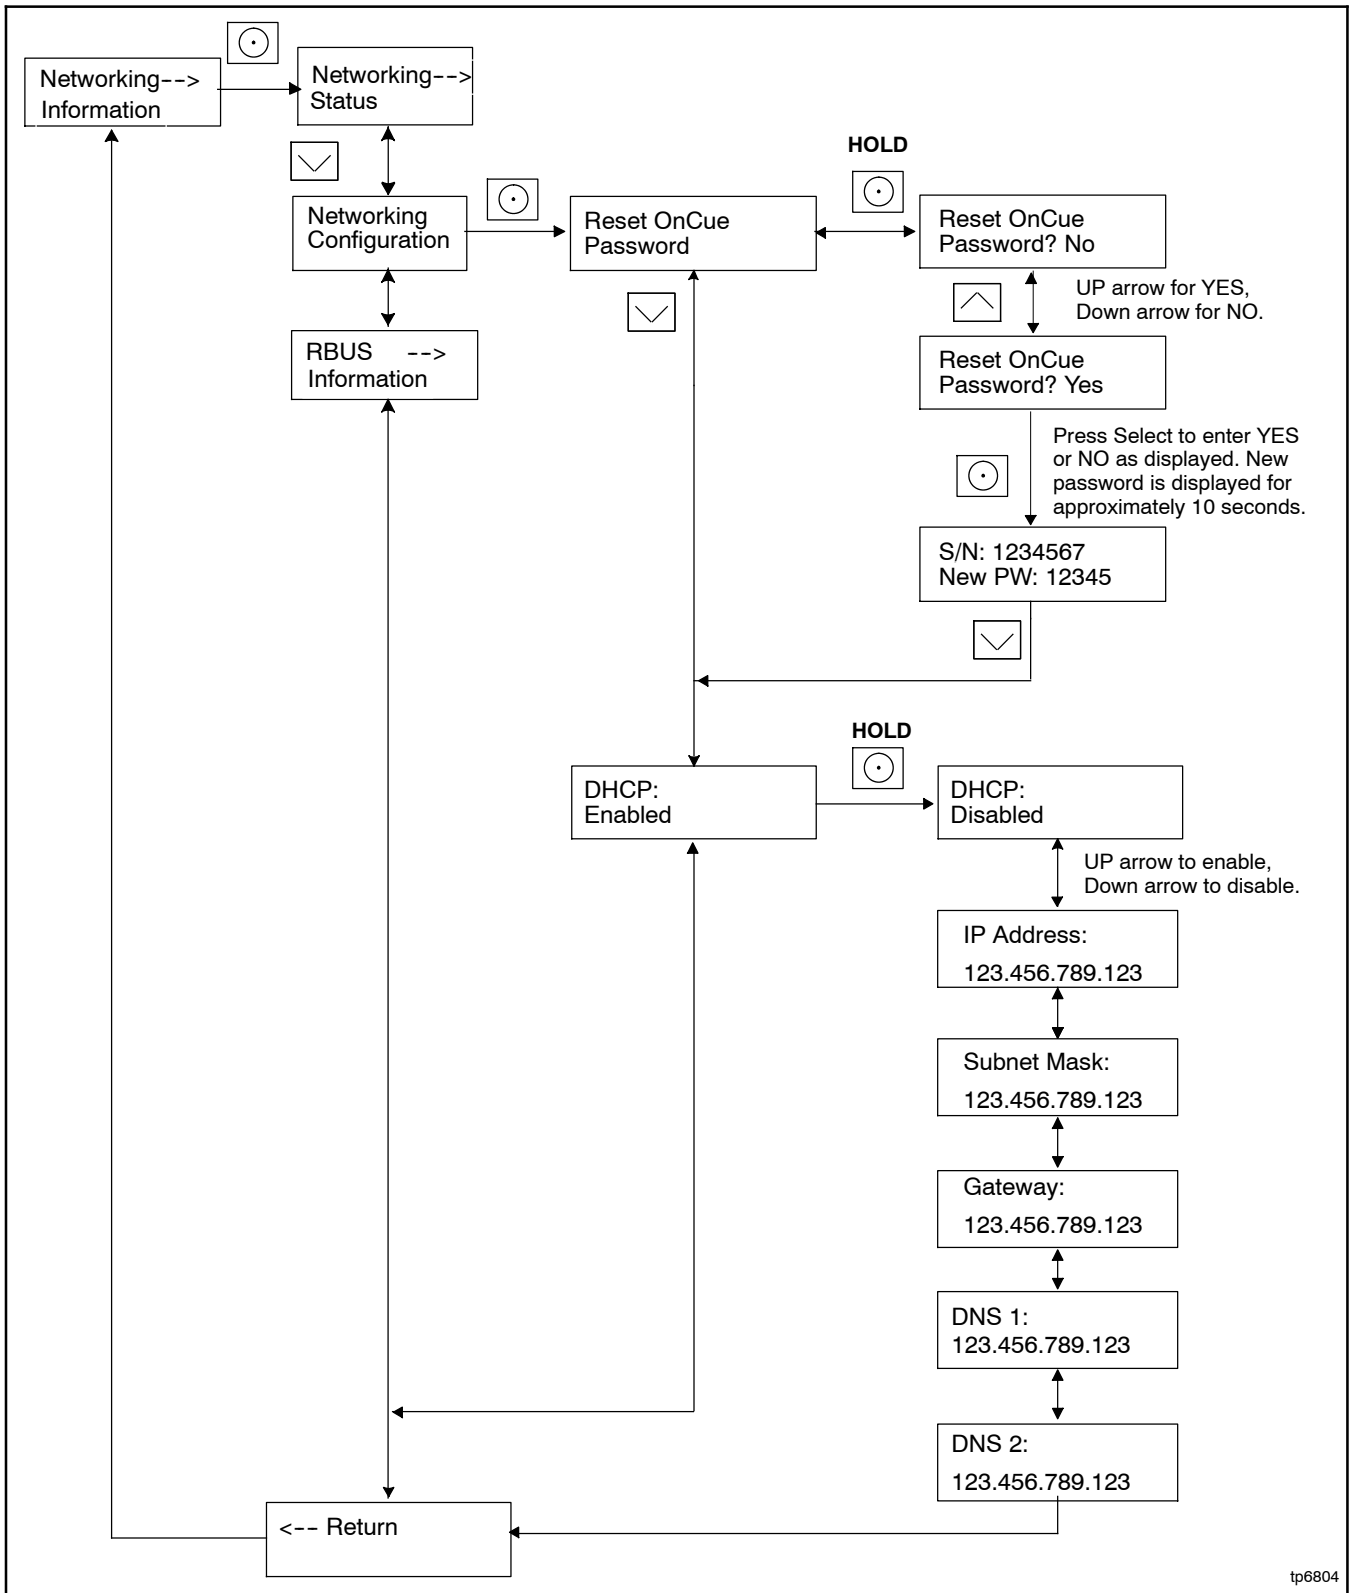 Networking-->
Information
Networking-->
Status
Networking
Configuration
RBUS -->
Information
Reset OnCue
Password
HOLD
Reset OnCue
Password? No
UP arrow for YES,
Down arrow for NO.
Reset OnCue
Password? Yes
Press Select to enter YES
or NO as displayed. New
password is displayed for
approximately 10 seconds.
S/N: 1234567
New PW: 12345
DHCP:
Enabled
HOLD
DHCP:
Disabled
UP arrow to enable,
Down arrow to disable.
IP Address:
123.456.789.123
Subnet Mask:
123.456.789.123
Gateway:
123.456.789.123
DNS 1:
123.456.789.123
DNS 2:
123.456.789.123
<-- Return
tp6804